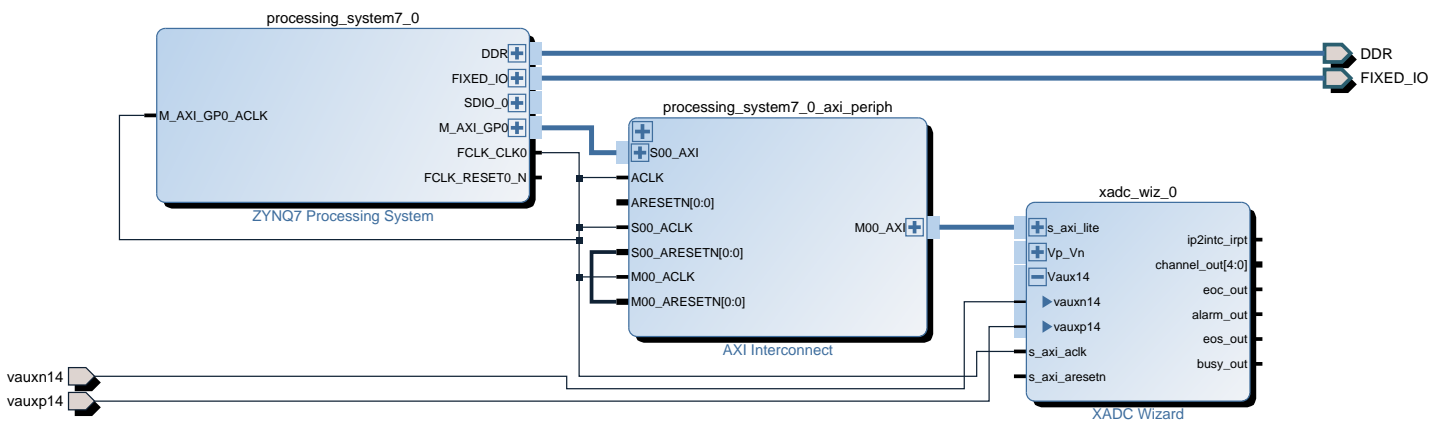 processing_system7_0
DDR
FIXED_IO
SDIO_0
M_AXI_GP0_ACLK
M_AXI_GP0
FCLK_CLK0
FCLK_RESET0_N
ZYNQ7 Processing System
DDR
FIXED_IO
processing_system7_0_axi_periph
S00_AXI
ACLK
ARESETN[0:0]
S00_ACLK
M00_AXI
S00_ARESETN[0:0]
M00_ACLK
M00_ARESETN[0:0]
AXI Interconnect
xadc_wiz_0
s_axi_lite
Vp_Vn
Vaux14
vauxn14
vauxp14
s_axi_aclk
s_axi_aresetn
ip2intc_irpt
channel_out[4:0]
eoc_out
alarm_out
eos_out
busy_out
XADC Wizard
vauxn14
vauxp14